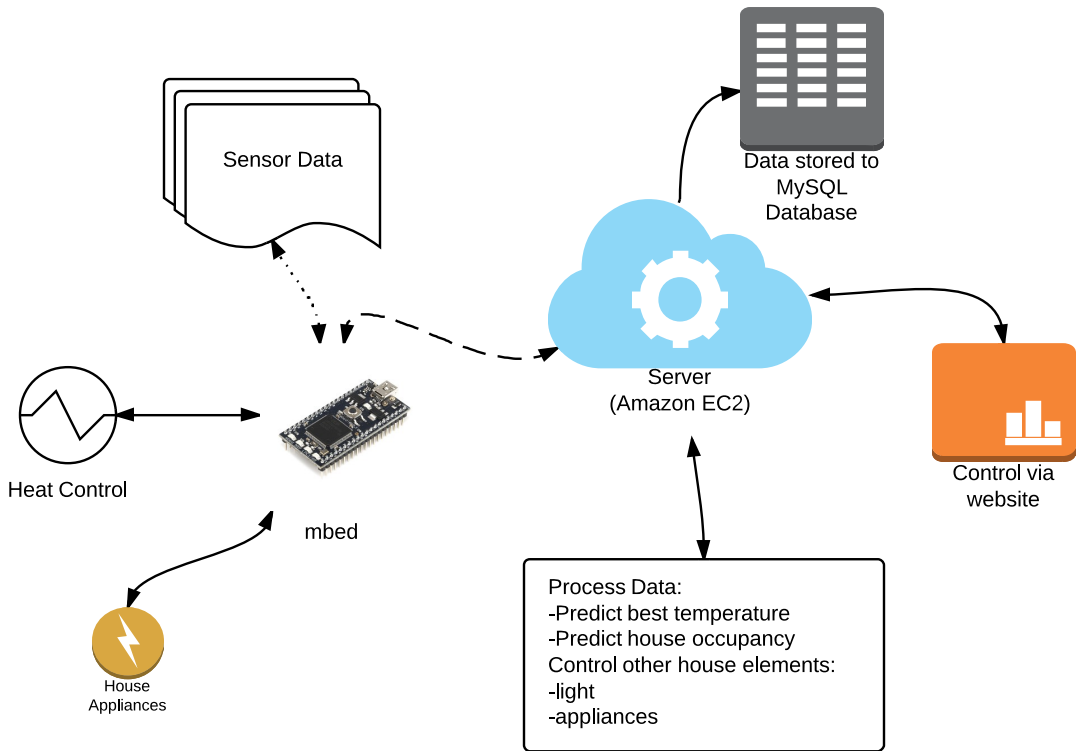 Sensor Data
Data stored to
MySQL
Database
Server
(Amazon EC2)
Heat Control
mbed
Control via
website
House
Appliances
Process Data:
-Predict best temperature
-Predict house occupancy
Control other house elements:
-light
-appliances